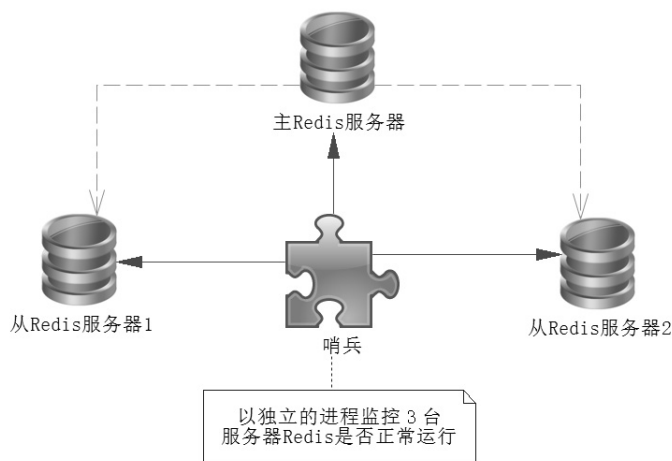 主Redis服务器
从Redis服务器1
从Redis服务器2
哨兵
以独立的进程监控3台
服务器Redis是否正常运行